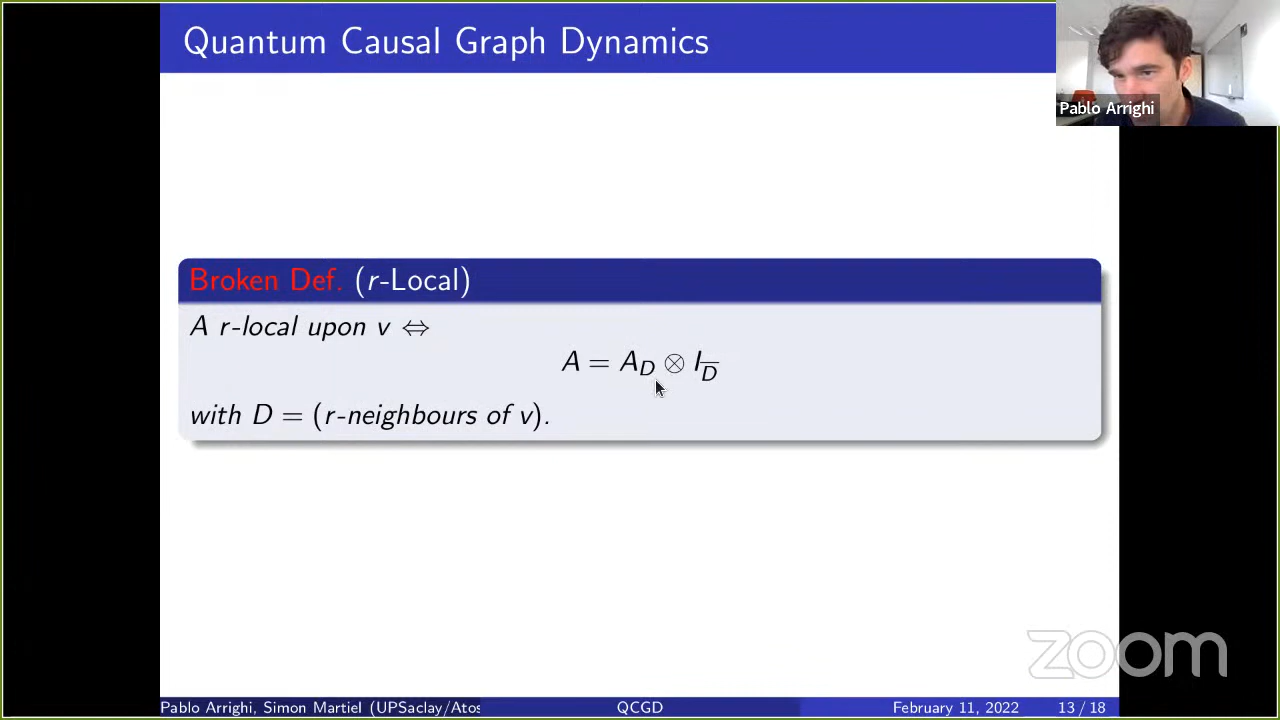 Quantum Causal Graph Dynamics
Pablo Arrighi
Broken Def. (r-Local)
A r-local upon v ⇔
A = A_D ⊗ I_D̅
with D = (r-neighbours of v).
zoom
Pablo Arrighi, Simon Martiel (UPSaclay/Atos
QCGD
February 11, 2022
13 / 18